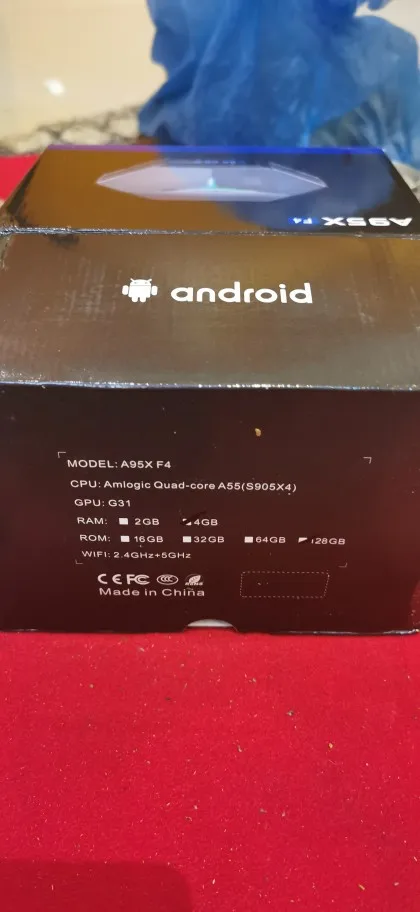 A95X F4
android
MODEL: A95X F4
CPU: Amlogic Quad-core A55(S905X4)
GPU: G31
RAM: 2GB 4GB
ROM: 16GB 32GB 64GB 128GB
WIFI: 2.4GHz+5GHz
CE FC CCC
Made in China